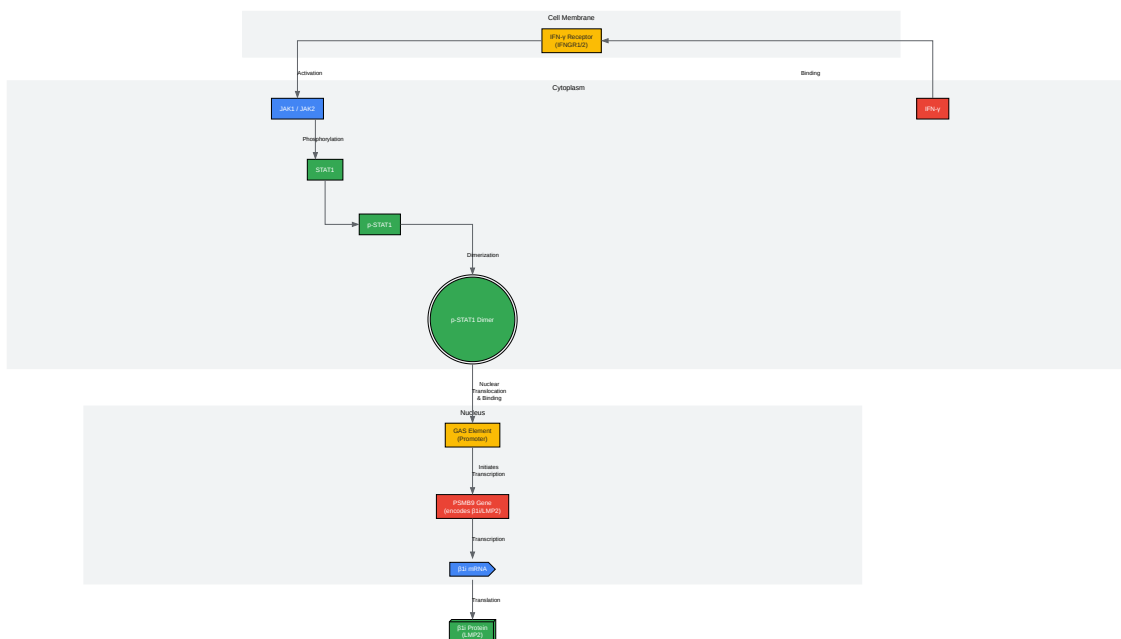 Cell Membrane
IFN-γ Receptor
(IFNGR1/2)
Activation
Binding
Cytoplasm
JAK1 / JAK2
IFN-γ
Phosphorylation
STAT1
p-STAT1
Dimerization
p-STAT1 Dimer
Nuclear
Translocation
& Binding
Nucleus
GAS Element
(Promoter)
Initiates
Transcription
PSMB9 Gene
(encodes β1i/LMP2)
Transcription
β1i mRNA
Translation
β1i Protein
(LMP2)